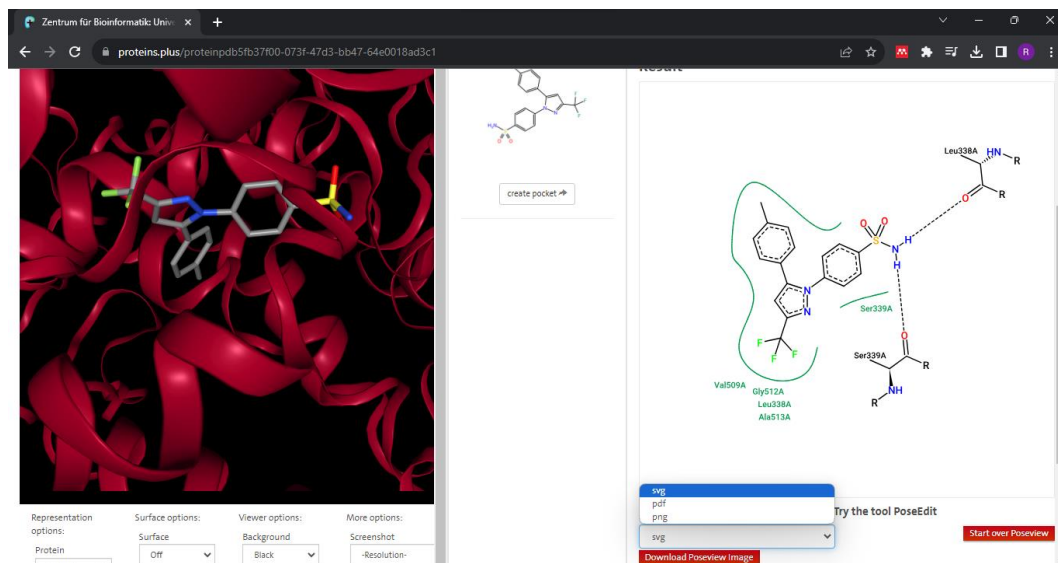 Zentrum für Bioinformatik: Unive
proteins.plus/proteinpdb5fb37f00-073f-47d3-bb47-64e0018ad3c1
R
Result
N
N
F
F
F
H₂N
S
O
O
create pocket
Leu338A
HN
R
O
R
O
O
S
N
H
H
N
N
F
F
F
Ser339A
O
Ser339A
R
NH
R
Val509A
Gly512A
Leu338A
Ala513A
svg
pdf
png
svg
Try the tool PoseEdit
Start over Poseview
Download Poseview Image
Representation options:
Protein
Surface options:
Surface
Off
Viewer options:
Background
Black
More options:
Screenshot
-Resolution-